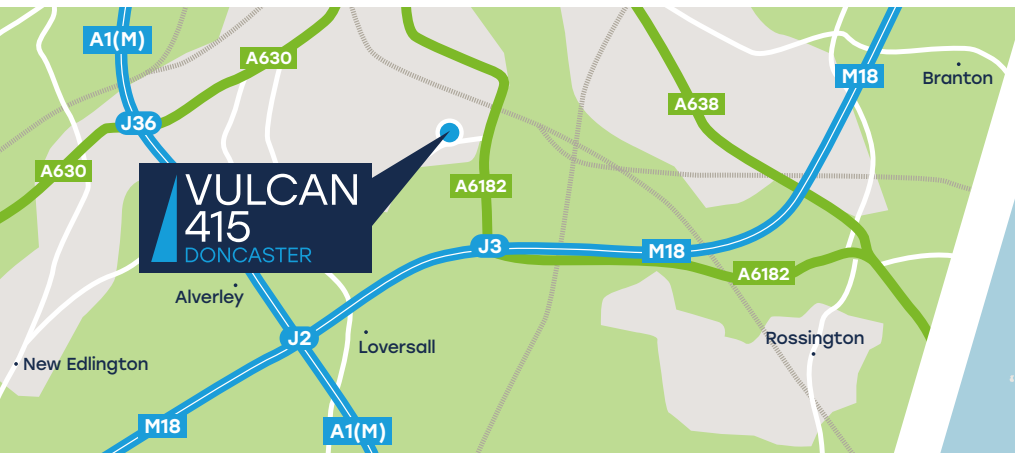 A1(M)
A630
M18
Branton
A638
J36
A630
A6182
VULCAN
415
DONCASTER
J3
M18
A6182
Alverley
J2
Loversall
Rossington
New Edlington
M18
A1(M)